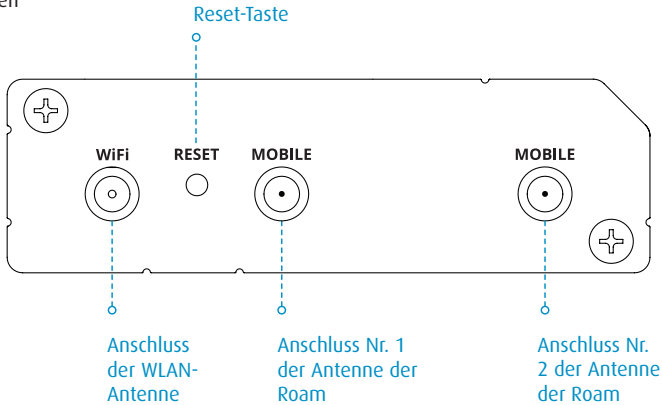 Reset-Taste
WiFi RESET MOBILE MOBILE
Anschluss
der WLAN-
Antenne
Anschluss Nr. 1
der Antenne der
Roam
Anschluss Nr.
2 der Antenne
der Roam